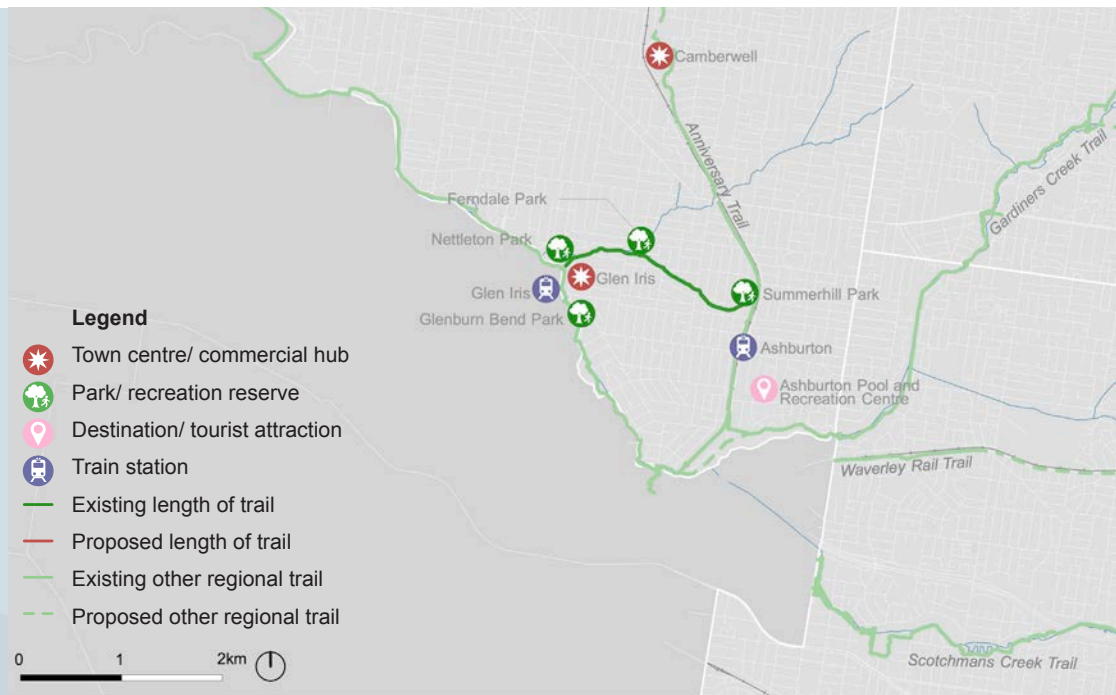 Camberwell
Anniversary Trail
Gardiners Creek Trail
Ferndale Park
Nettleton Park
Glen Iris
Glen Iris
Summerhill Park
Glenburn Bend Park
Ashburton
Ashburton Pool and
Recreation Centre
Waverley Rail Trail
Scotchmans Creek Trail
Legend
Town centre/ commercial hub
Park/ recreation reserve
Destination/ tourist attraction
Train station
Existing length of trail
Proposed length of trail
Existing other regional trail
Proposed other regional trail
0 1 2km